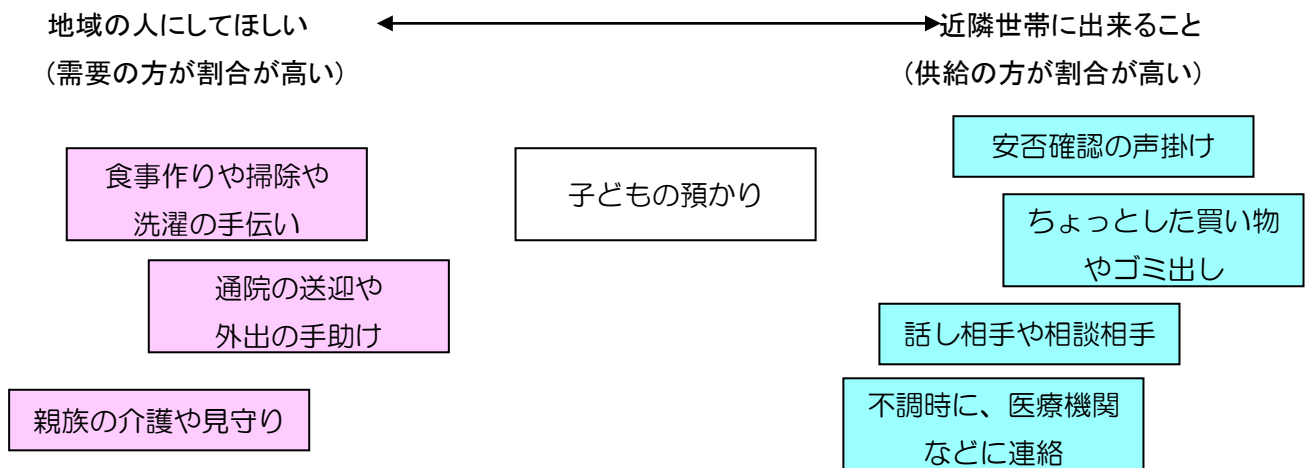 地域の人にしてほしい
（需要の方が割合が高い）
近隣世帯に出来ること
（供給の方が割合が高い）
食事作りや掃除や
洗濯の手伝い
通院の送迎や
外出の手助け
親族の介護や見守り
子どもの預かり
安否確認の声掛け
ちょっとした買い物
やゴミ出し
話し相手や相談相手
不調時に、医療機関
などに連絡